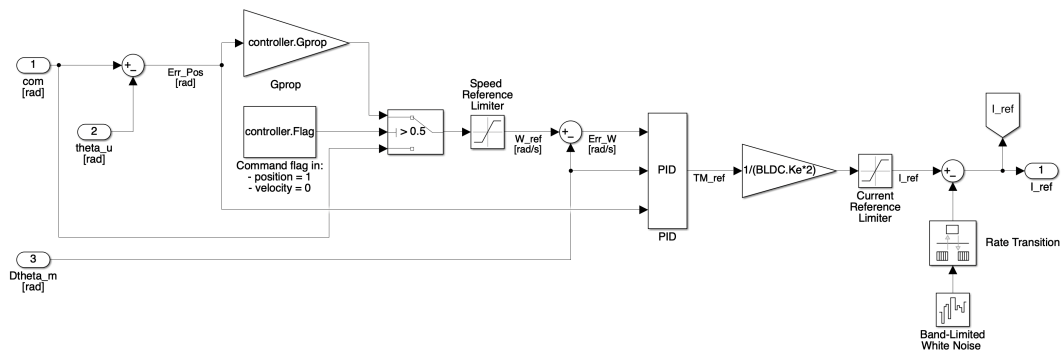 1
com
[rad]
+
−
Err_Pos
[rad]
2
theta_u
[rad]
controller.Gprop
Gprop
controller.Flag
Command flag in:
- position = 1
- velocity = 0
> 0.5
Speed
Reference
Limiter
W_ref
[rad/s]
+
−
Err_W
[rad/s]
3
Dtheta_m
[rad]
PID
PID
TM_ref
1/(BLDC.Ke*2)
Current
Reference
Limiter
I_ref
+
−
I_ref
1
I_ref
Rate Transition
Band-Limited
White Noise